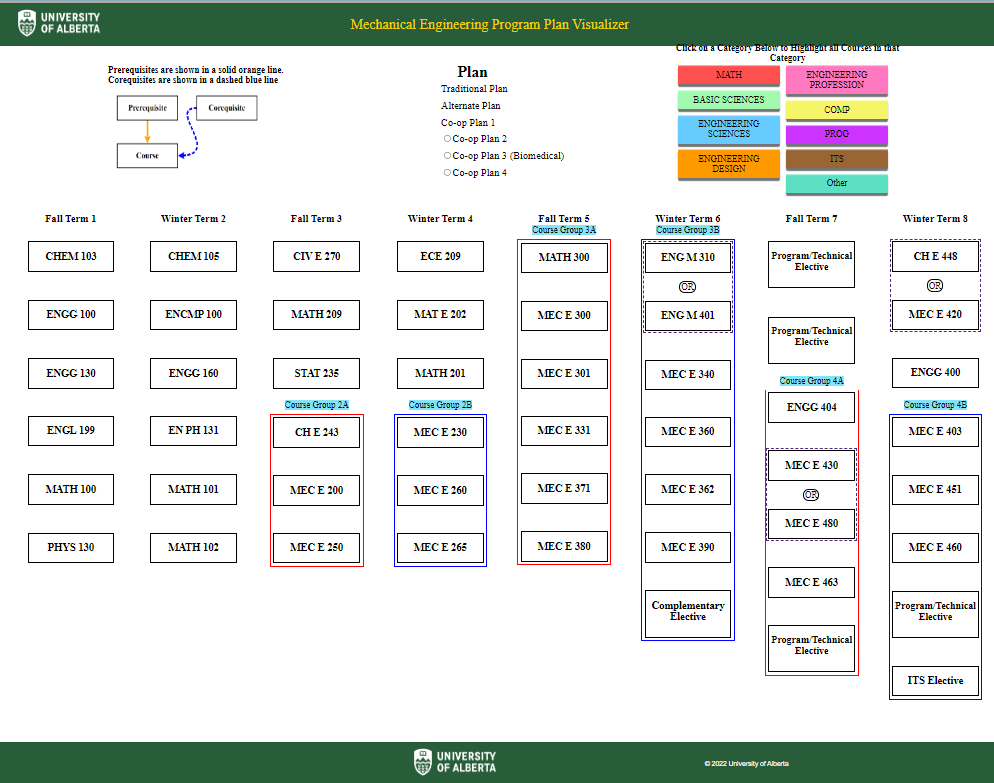 UNIVERSITY
OF ALBERTA
Mechanical Engineering Program Plan Visualizer
Prerequisites are shown in a solid orange line.
Corequisites are shown in a dashed blue line
Prerequisite
Corequisite
Course
Plan
Traditional Plan
Alternate Plan
Co-op Plan 1
Co-op Plan 2
Co-op Plan 3 (Biomedical)
Co-op Plan 4
Click on a Category Below to Highlight all Courses in that
Category
MATH
BASIC SCIENCES
ENGINEERING
SCIENCES
ENGINEERING
DESIGN
ENGINEERING
PROFESSION
COMP
PROG
ITS
Other
Fall Term 1
CHEM 103
ENGG 100
ENGG 130
ENGL 199
MATH 100
PHYS 130
Winter Term 2
CHEM 105
ENCMP 100
ENGG 160
EN PH 131
MATH 101
MATH 102
Fall Term 3
CIV E 270
MATH 209
STAT 235
Course Group 2A
CH E 243
MEC E 200
MEC E 250
Winter Term 4
ECE 209
MAT E 202
MATH 201
Course Group 2B
MEC E 230
MEC E 260
MEC E 265
Fall Term 5
Course Group 3A
MATH 300
MEC E 300
MEC E 301
MEC E 331
MEC E 371
MEC E 380
Winter Term 6
Course Group 3B
ENG M 310
OR
ENG M 401
MEC E 340
MEC E 360
MEC E 362
MEC E 390
Complementary
Elective
Fall Term 7
Program/Technical
Elective
Program/Technical
Elective
Course Group 4A
ENGG 404
MEC E 430
OR
MEC E 480
MEC E 463
Program/Technical
Elective
Winter Term 8
CH E 448
OR
MEC E 420
ENGG 400
Course Group 4B
MEC E 403
MEC E 451
MEC E 460
Program/Technical
Elective
ITS Elective
UNIVERSITY
OF ALBERTA
© 2022 University of Alberta